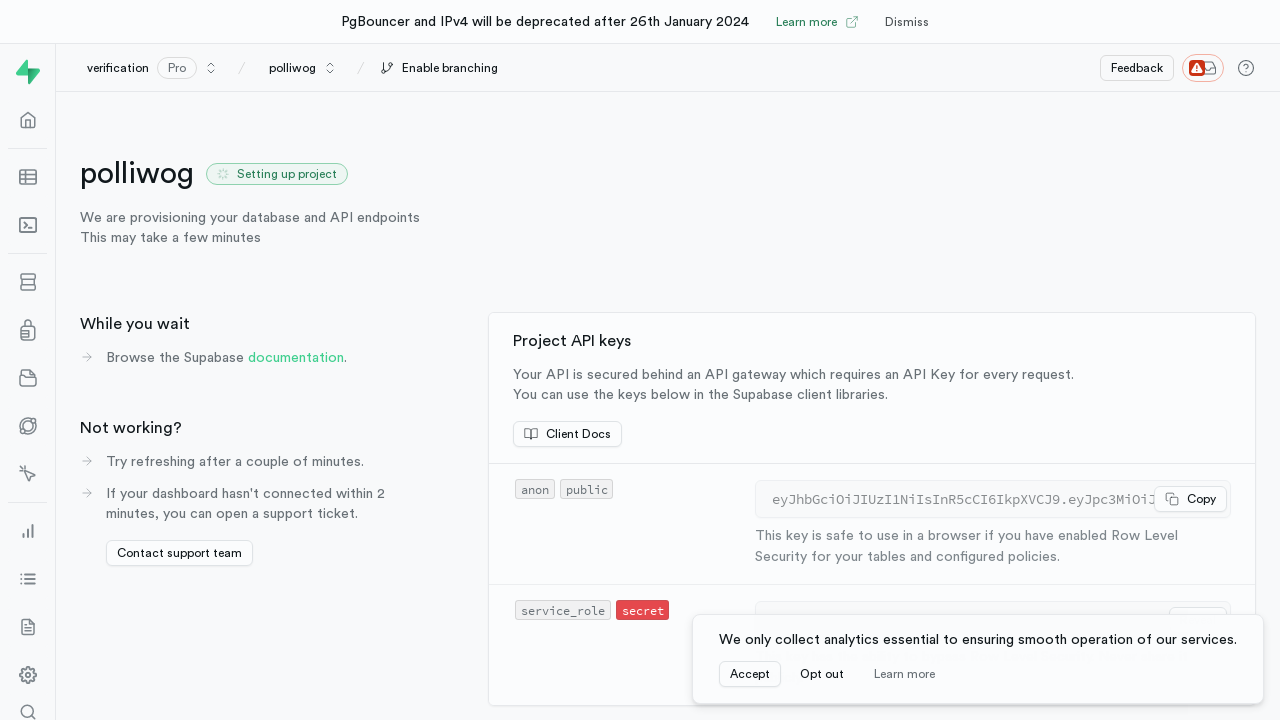 PgBouncer and IPv4 will be deprecated after 26th January 2024
Learn more
Dismiss
verification
Pro
/
polliwog
/
Enable branching
Feedback
polliwog
Setting up project
We are provisioning your database and API endpoints
This may take a few minutes
While you wait
Browse the Supabase documentation.
Not working?
Try refreshing after a couple of minutes.
If your dashboard hasn't connected within 2
minutes, you can open a support ticket.
Contact support team
Project API keys
Your API is secured behind an API gateway which requires an API Key for every request.
You can use the keys below in the Supabase client libraries.
Client Docs
anon public
eyJhbGciOiJIUzI1NiIsInR5cCI6IkpXVCJ9.eyJpc3MiOiJ
Copy
This key is safe to use in a browser if you have enabled Row Level
Security for your tables and configured policies.
service_role secret
We only collect analytics essential to ensuring smooth operation of our services.
Accept
Opt out
Learn more